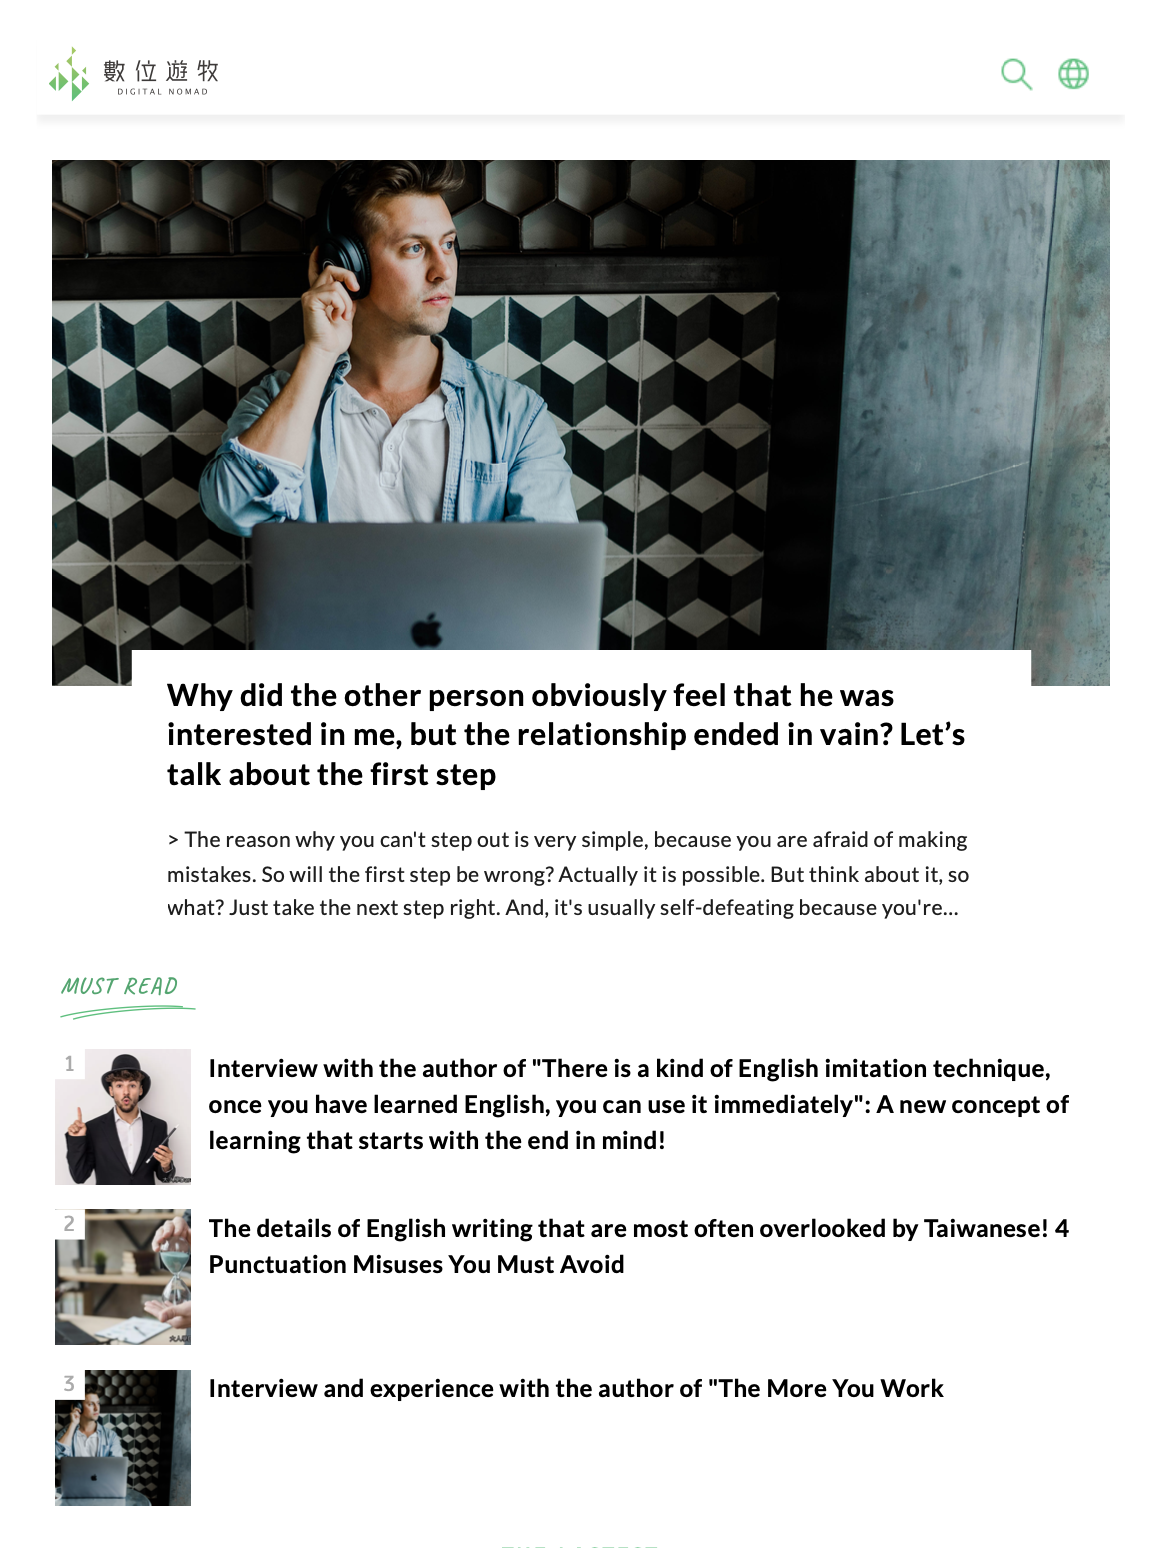 數位遊牧
DIGITAL NOMAD
Why did the other person obviously feel that he was
interested in me, but the relationship ended in vain? Let’s
talk about the first step
> The reason why you can't step out is very simple, because you are afraid of making
mistakes. So will the first step be wrong? Actually it is possible. But think about it, so
what? Just take the next step right. And, it's usually self-defeating because you're...
MUST READ
1
Interview with the author of "There is a kind of English imitation technique,
once you have learned English, you can use it immediately": A new concept of
learning that starts with the end in mind!
2
The details of English writing that are most often overlooked by Taiwanese! 4
Punctuation Misuses You Must Avoid
3
Interview and experience with the author of "The More You Work